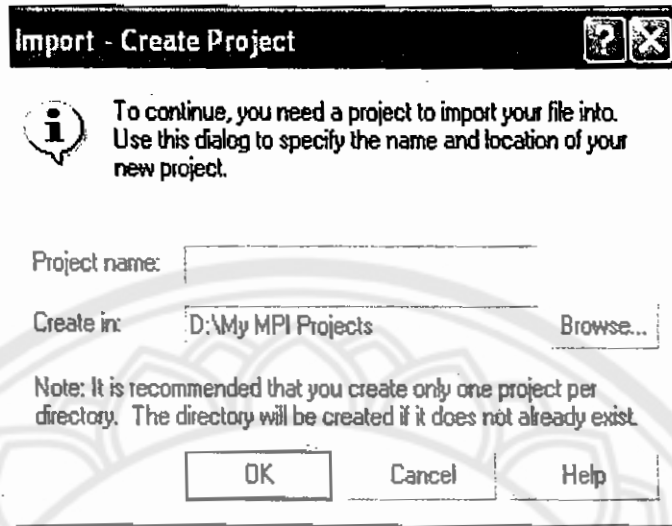 Import - Create Project
To continue, you need a project to import your file into.
Use this dialog to specify the name and location of your
new project.
Project name:
Create in: D:\My MPI Projects Browse...
Note: It is recommended that you create only one project per
directory. The directory will be created if it does not already exist.
OK Cancel Help